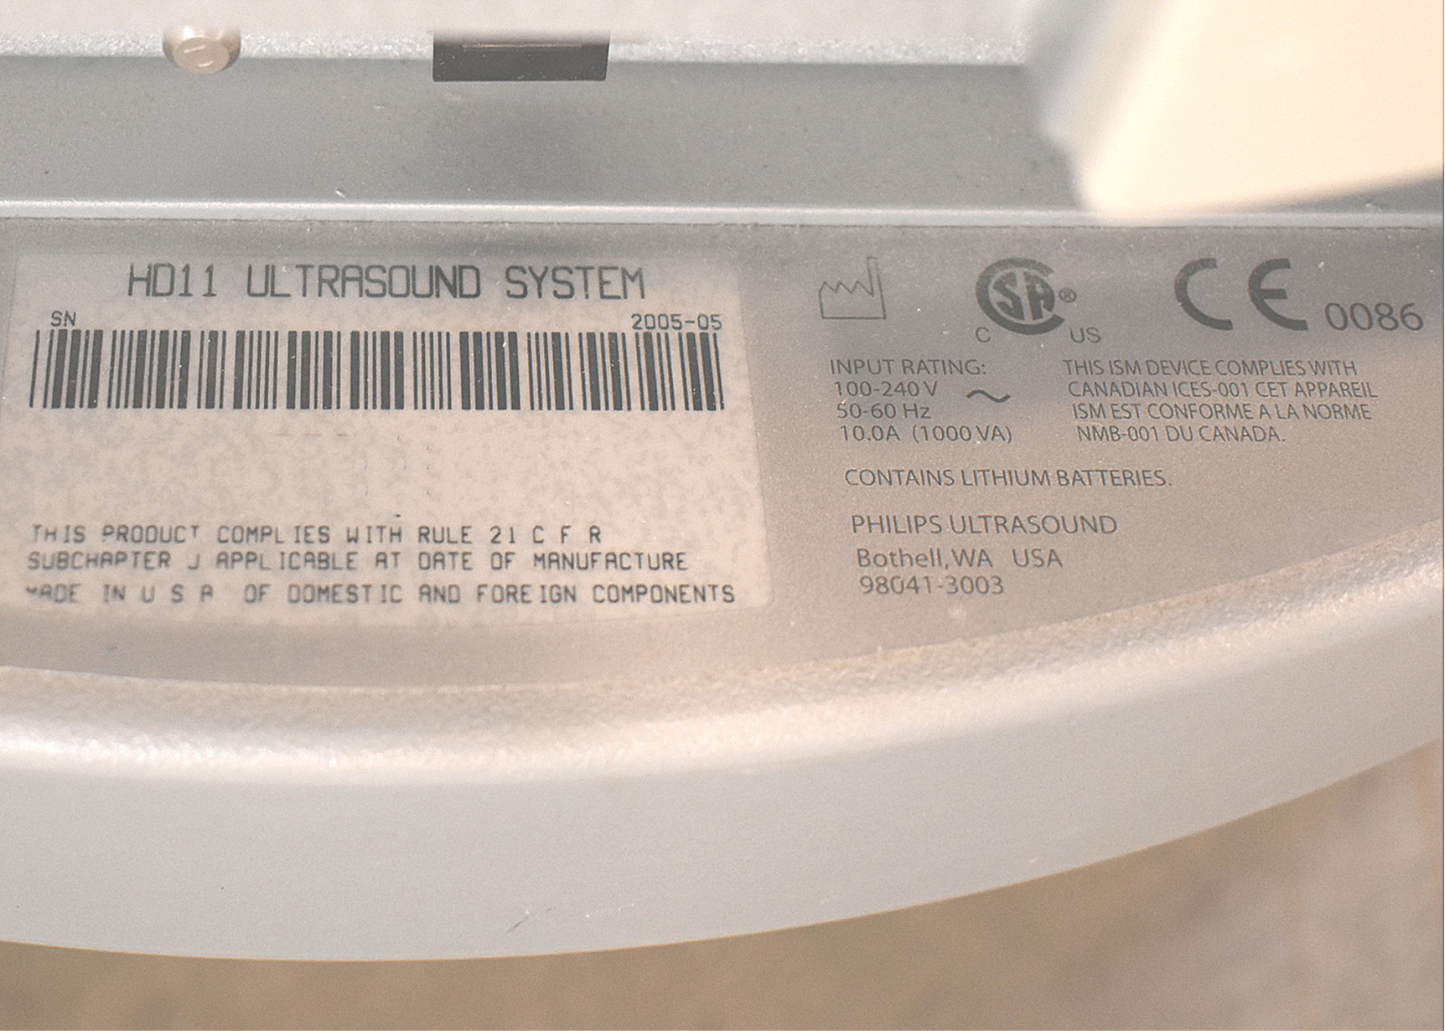 HD11 ULTRASOUND SYSTEM
SN 2005-05
THIS PRODUCT COMPLIES WITH RULE 21 C F R
SUBCHAPTER J APPLICABLE AT DATE OF MANUFACTURE
MADE IN U S A OF DOMESTIC AND FOREIGN COMPONENTS
CSA®
C US
CE 0086
INPUT RATING:
100-240 V ~
50-60 Hz
10.0A (1000 VA)
THIS ISM DEVICE COMPLIES WITH
CANADIAN ICES-001 CET APPAREIL
ISM EST CONFORME A LA NORME
NMB-001 DU CANADA.
CONTAINS LITHIUM BATTERIES.
PHILIPS ULTRASOUND
Bothell, WA USA
98041-3003